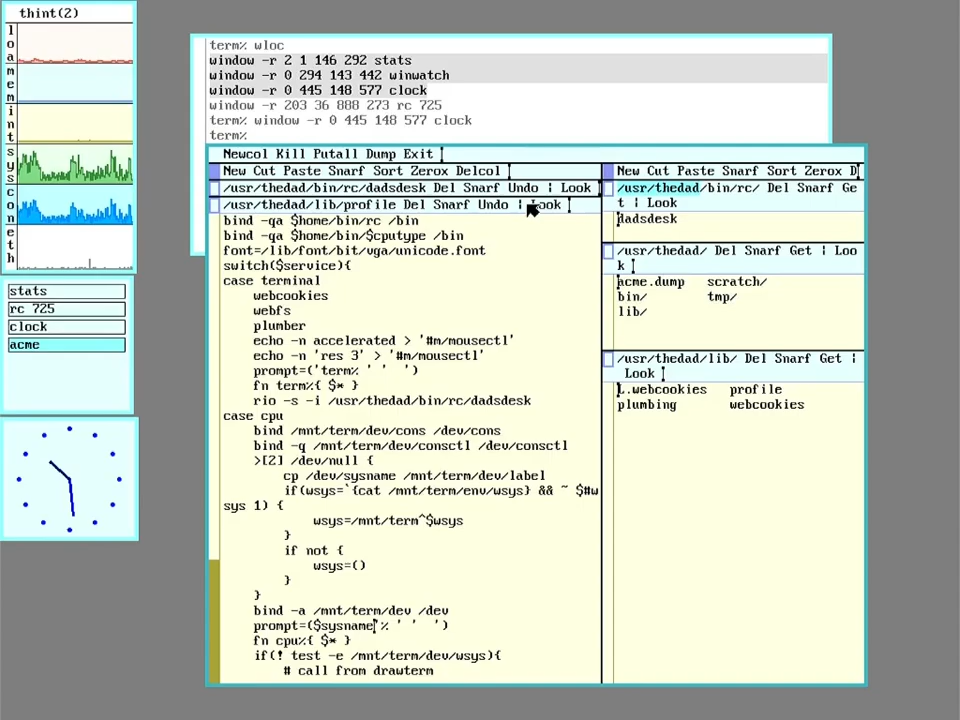 thint(2)
load
mem
int
sys
con
eth
stats
rc 725
clock
acme
term% wloc
window -r 2 1 146 292 stats
window -r 0 294 143 442 winwatch
window -r 0 445 148 577 clock
window -r 203 36 888 273 rc 725
term% window -r 0 445 148 577 clock
term%
Newcol Kill Putall Dump Exit
New Cut Paste Snarf Sort Zerox Delcol
/usr/thedad/bin/rc/dadsdesk Del Snarf Undo | Look
/usr/thedad/lib/profile Del Snarf Undo | Look
bind -qa $home/bin/rc /bin
bind -qa $home/bin/$cputype /bin
font=/lib/font/bit/vga/unicode.font
switch($service){
case terminal
webcookies
webfs
plumber
echo -n accelerated > '#m/mousectl'
echo -n 'res 3' > '#m/mousectl'
prompt=('term% ' '  ')
fn term%{ $* }
rio -s -i /usr/thedad/bin/rc/dadsdesk
case cpu
bind /mnt/term/dev/cons /dev/cons
bind -q /mnt/term/dev/consctl /dev/consctl
>[2] /dev/null {
cp /dev/sysname /mnt/term/dev/label
if(wsys=`{cat /mnt/term/env/wsys} && ~ $#w
sys 1) {
wsys=/mnt/term^$wsys
}
if not {
wsys=()
}
}
bind -a /mnt/term/dev /dev
prompt=($sysname'% ' '  ')
fn cpu%{ $* }
if(! test -e /mnt/term/dev/wsys){
# call from drawterm
New Cut Paste Snarf Sort Zerox D
/usr/thedad/bin/rc/ Del Snarf Ge
t | Look
dadsdesk
/usr/thedad/ Del Snarf Get | Loo
k
acme.dump scratch/
bin/ tmp/
lib/
/usr/thedad/lib/ Del Snarf Get |
Look
profile
plumbing webcookies